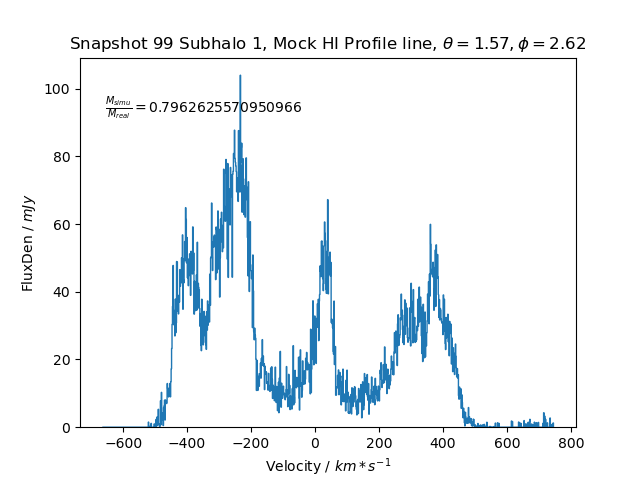 Snapshot 99 Subhalo 1, Mock HI Profile line, θ = 1.57, ϕ = 2.62
M_simu/M_real = 0.7962625570950966
FluxDen / mJy
100
80
60
40
20
0
−600 −400 −200 0 200 400 600 800
Velocity / km * s⁻¹